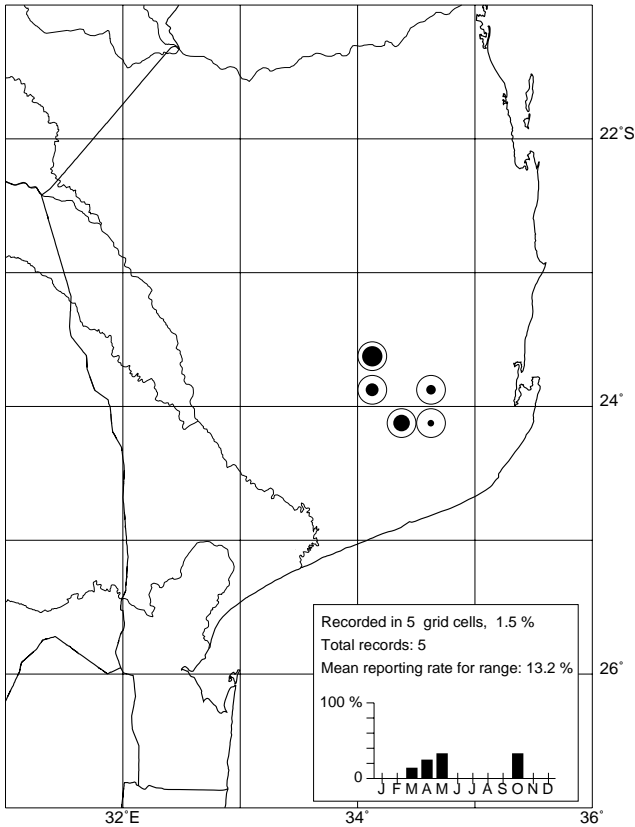 22˚S
24˚
Recorded in 5 grid cells, 1.5 %
Total records: 5
Mean reporting rate for range: 13.2 %
26˚
100 %
0
J F M A M J J A S O N D
32˚E
34˚
36˚